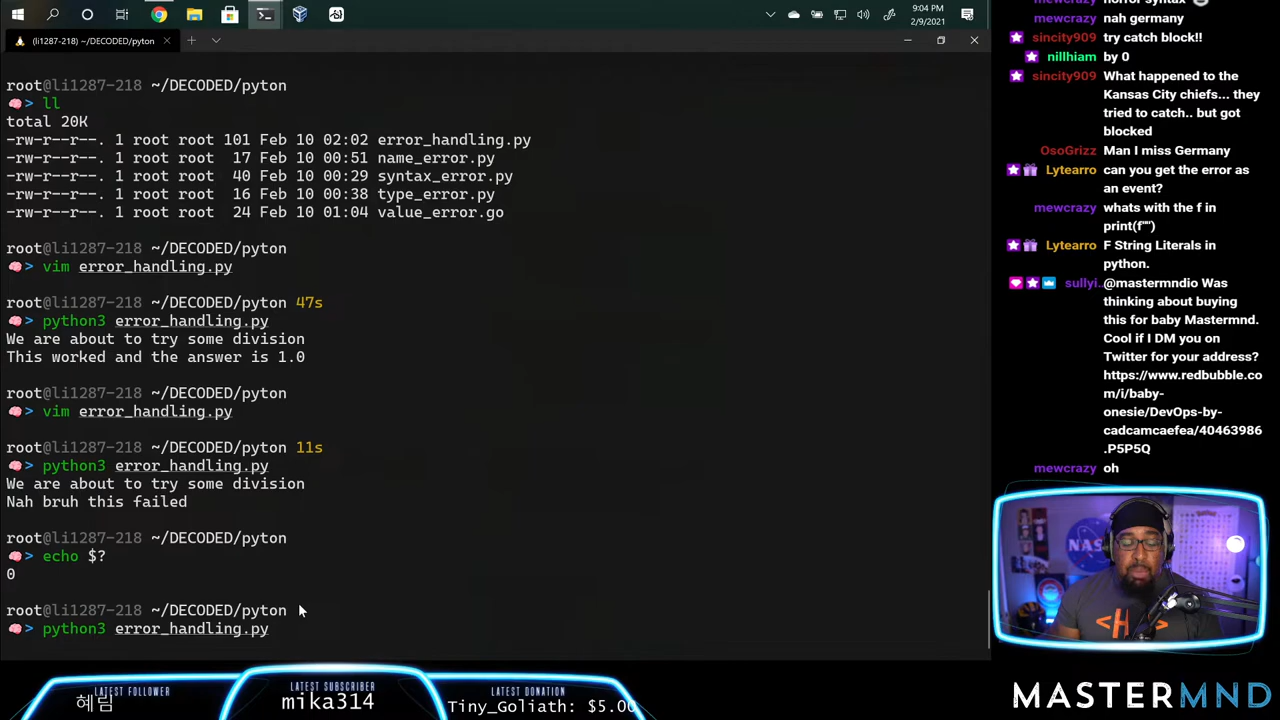 9:04 PM
2/9/2021
(li1287-218) ~/DECODED/pyton
root@li1287-218 ~/DECODED/pyton
> ll
total 20K
-rw-r--r--. 1 root root 101 Feb 10 02:02 error_handling.py
-rw-r--r--. 1 root root  17 Feb 10 00:51 name_error.py
-rw-r--r--. 1 root root  40 Feb 10 00:29 syntax_error.py
-rw-r--r--. 1 root root  16 Feb 10 00:38 type_error.py
-rw-r--r--. 1 root root  24 Feb 10 01:04 value_error.go
root@li1287-218 ~/DECODED/pyton
> vim error_handling.py
root@li1287-218 ~/DECODED/pyton 47s
> python3 error_handling.py
We are about to try some division
This worked and the answer is 1.0
root@li1287-218 ~/DECODED/pyton
> vim error_handling.py
root@li1287-218 ~/DECODED/pyton 11s
> python3 error_handling.py
We are about to try some division
Nah bruh this failed
root@li1287-218 ~/DECODED/pyton
> echo $?
0
root@li1287-218 ~/DECODED/pyton
> python3 error_handling.py
mewcrazy nah germany
sincity909 try catch block!!
nillhiam by 0
sincity909 What happened to the
Kansas City chiefs... they
tried to catch.. but got
blocked
OsoGrizz Man I miss Germany
Lytearro can you get the error as
an event?
mewcrazy whats with the f in
print(f"")
Lytearro F String Literals in
python.
sullyi.. @mastermndio Was
thinking about buying
this for baby Mastermnd.
Cool if I DM you on
Twitter for your address?
https://www.redbubble.co
m/i/baby-
onesie/DevOps-by-
cadcamcaefea/40463986
.P5P5Q
mewcrazy oh
NAS
<H
LATEST FOLLOWER
혜림
LATEST SUBSCRIBER
mika314
LATEST DONATION
Tiny_Goliath: $5.00
MASTERMND